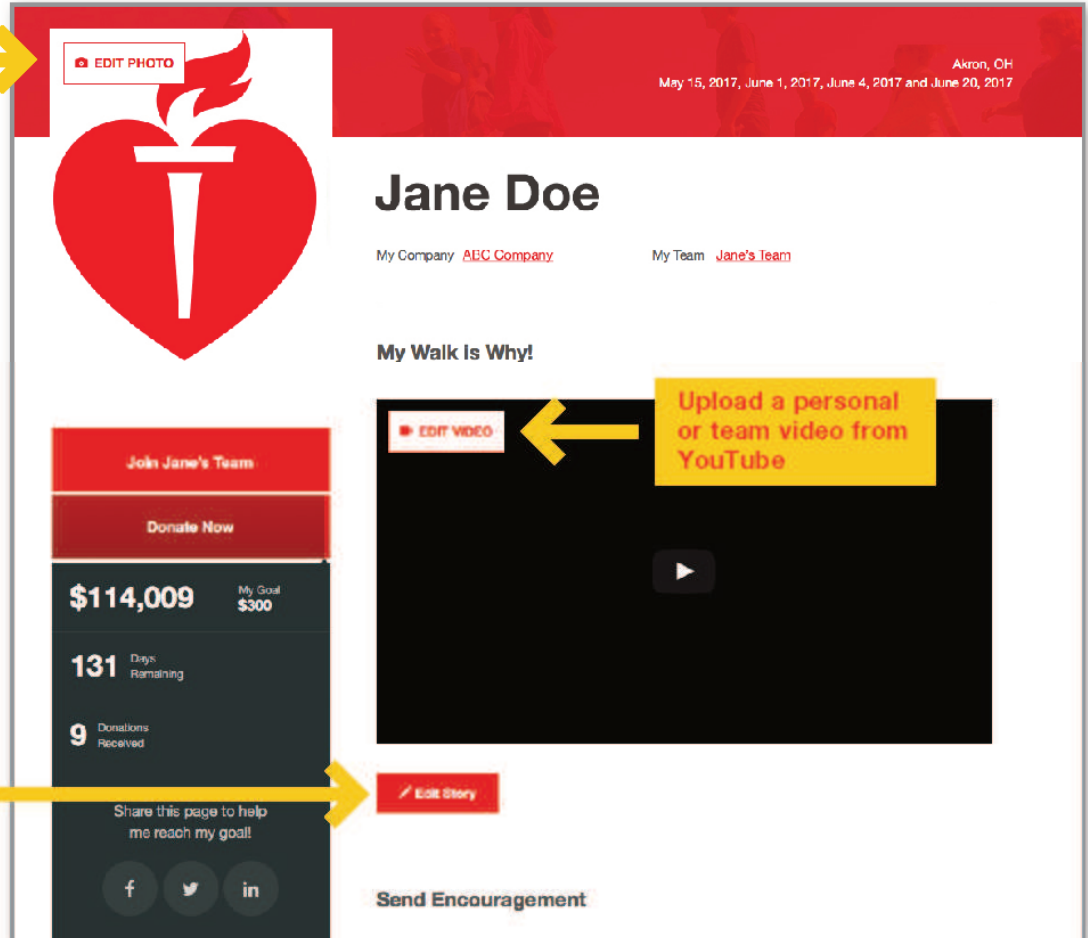 EDIT PHOTO
Akron, OH
May 15, 2017, June 1, 2017, June 4, 2017 and June 20, 2017
Jane Doe
My Company ABC Company
My Team Jane's Team
My Walk Is Why!
EDIT VIDEO
Upload a personal
or team video from
YouTube
Join Jane's Team
Donate Now
$114,009
My Goal
$300
131
Days
Remaining
9
Donations
Received
Share this page to help
me reach my goal!
f
in
Edit Story
Send Encouragement